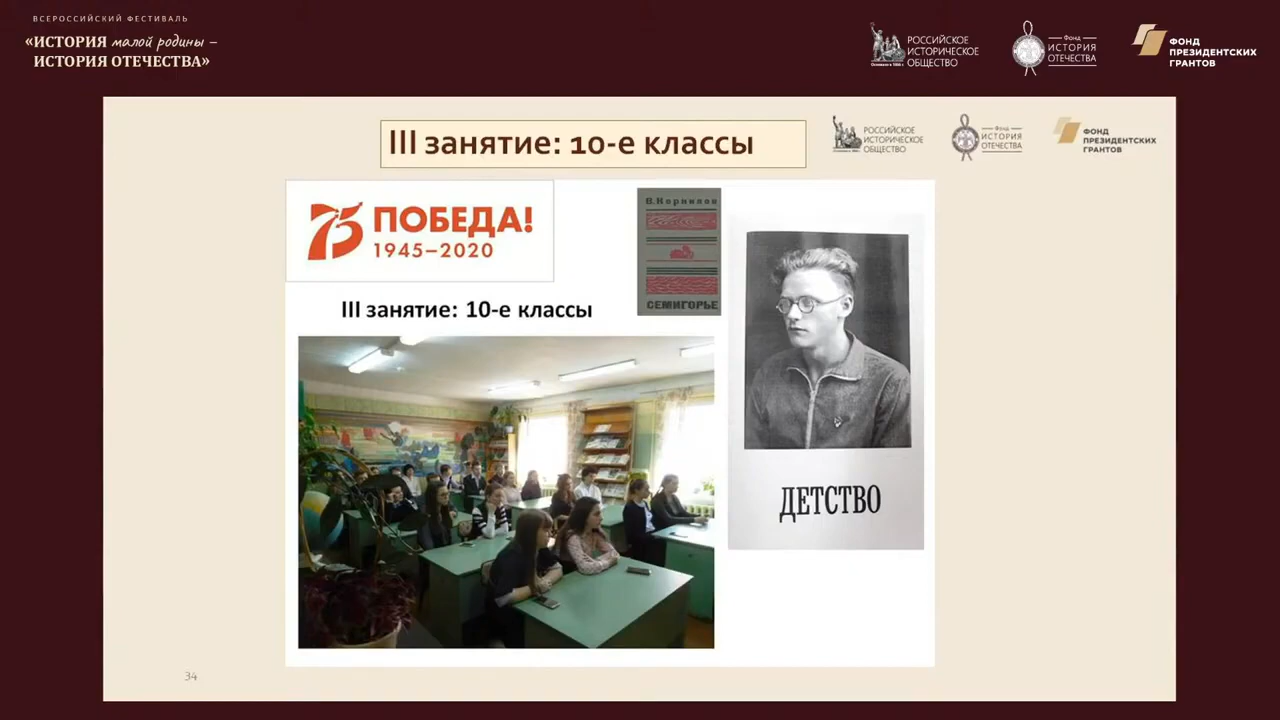 ВСЕРОССИЙСКИЙ ФЕСТИВАЛЬ
«ИСТОРИЯ малой родины –
ИСТОРИЯ ОТЕЧЕСТВА»
РОССИЙСКОЕ
ИСТОРИЧЕСКОЕ
ОБЩЕСТВО
Основано в 1866 г
Фонд
ИСТОРИЯ
ОТЕЧЕСТВА
ФОНД
ПРЕЗИДЕНТСКИХ
ГРАНТОВ
III занятие: 10-е классы
РОССИЙСКОЕ
ИСТОРИЧЕСКОЕ
ОБЩЕСТВО
Фонд
ИСТОРИЯ
ОТЕЧЕСТВА
ФОНД
ПРЕЗИДЕНТСКИХ
ГРАНТОВ
75 ПОБЕДА!
1945–2020
В. Корнилов
СЕМИГОРЬЕ
III занятие: 10-е классы
ДЕТСТВО
34